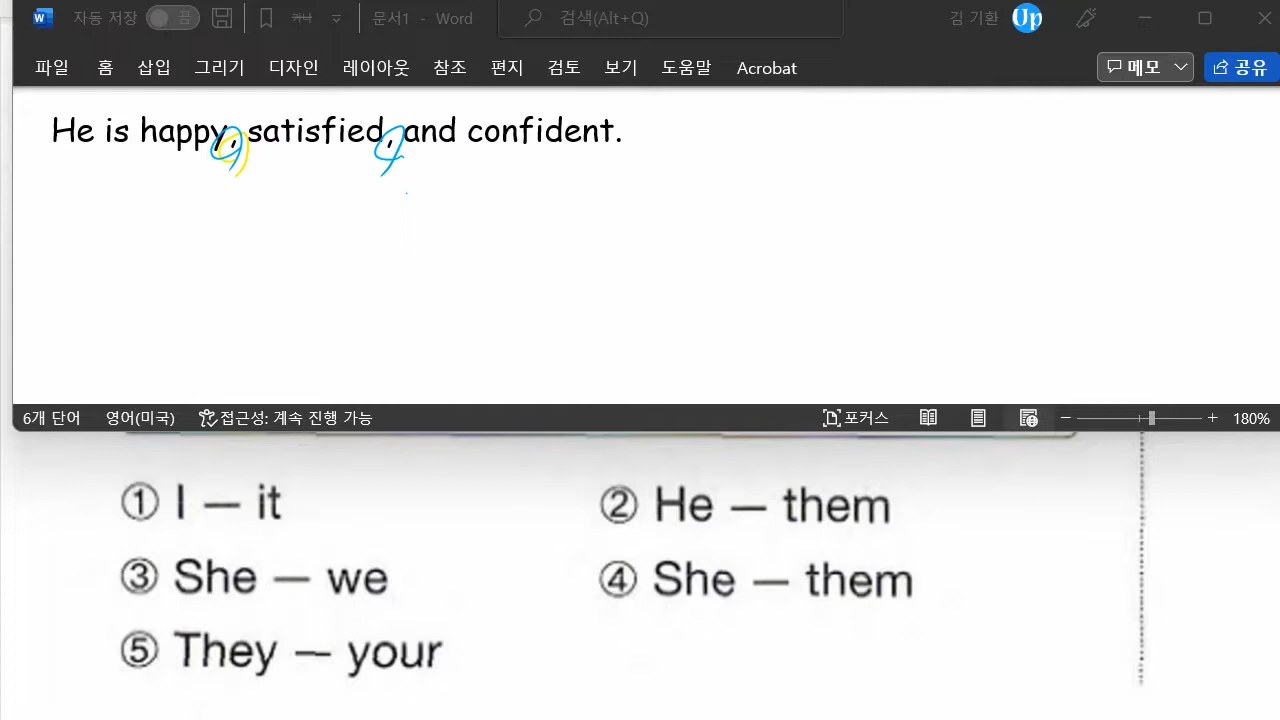 자동 저장 끔 가나 문서1 - Word 검색(Alt+Q) 김 기환 Up
파일 홈 삽입 그리기 디자인 레이아웃 참조 편지 검토 보기 도움말 Acrobat 메모 공유
He is happy, satisfied, and confident.
6개 단어 영어(미국) 접근성: 계속 진행 가능 포커스 180%
① I — it ② He — them
③ She — we ④ She — them
⑤ They — your